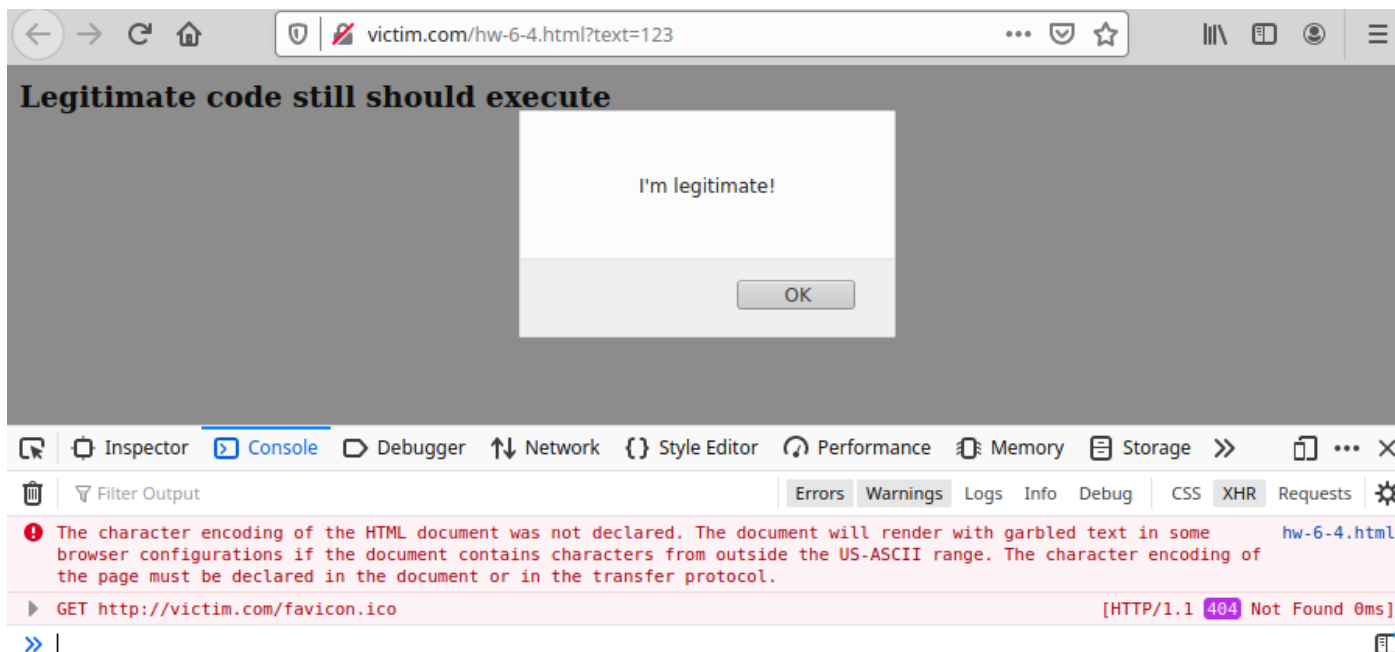 victim.com/hw-6-4.html?text=123
Legitimate code still should execute
I'm legitimate!
OK
Inspector Console Debugger Network Style Editor Performance Memory Storage
Filter Output Errors Warnings Logs Info Debug CSS XHR Requests
The character encoding of the HTML document was not declared. The document will render with garbled text in some hw-6-4.html
browser configurations if the document contains characters from outside the US-ASCII range. The character encoding of
the page must be declared in the document or in the transfer protocol.
GET http://victim.com/favicon.ico [HTTP/1.1 404 Not Found 0ms]